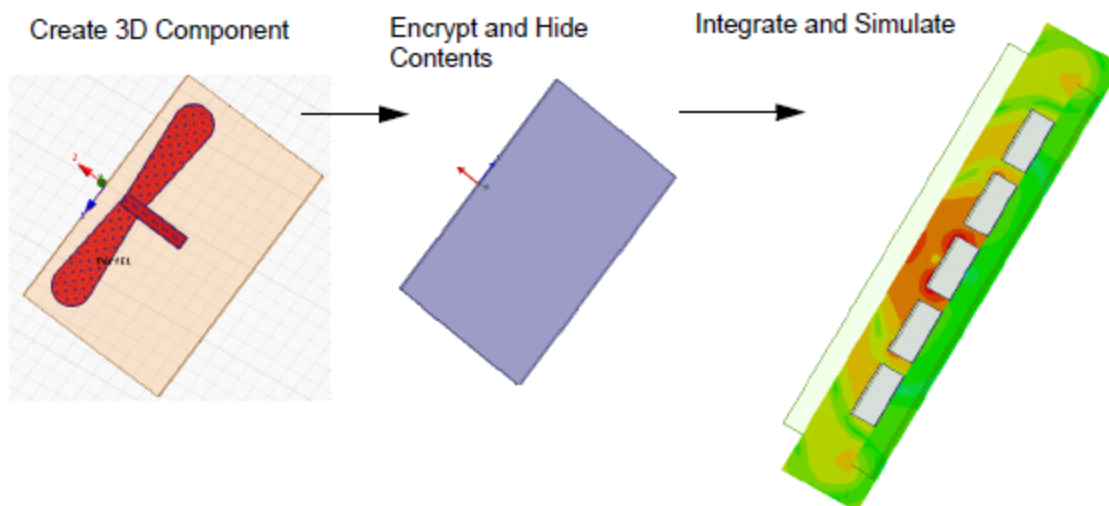 Create 3D Component
Encrypt and Hide
Contents
Integrate and Simulate